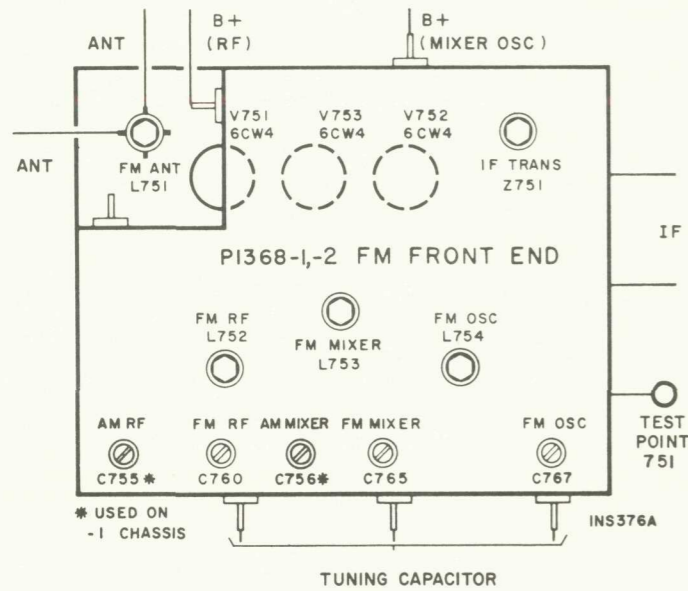 ANT
B+
(RF)
B+
(MIXER OSC)
ANT
FM ANT
L751
V751
6CW4
V753
6CW4
V752
6CW4
IF TRANS
Z751
P1368-1,-2 FM FRONT END
IF
FM RF
L752
FM MIXER
L753
FM OSC
L754
AM RF
C755*
FM RF
C760
AM MIXER
C756*
FM MIXER
C765
FM OSC
C767
TEST
POINT
751
* USED ON
-1 CHASSIS
INS376A
TUNING CAPACITOR